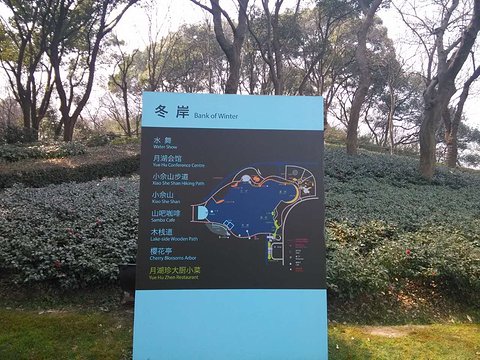 冬岸 Bank of Winter
水舞
Water Show
月湖会馆
Yue Hu Conference Centre
小佘山步道
Xiao She Shan Hiking Path
小佘山
Xiao She Shan
山吧咖啡
Samba Cafe
木栈道
Lake-side Wooden Path
樱花亭
Cherry Blossoms Arbor
月湖珍大厨小菜
Yue Hu Zhen Restaurant